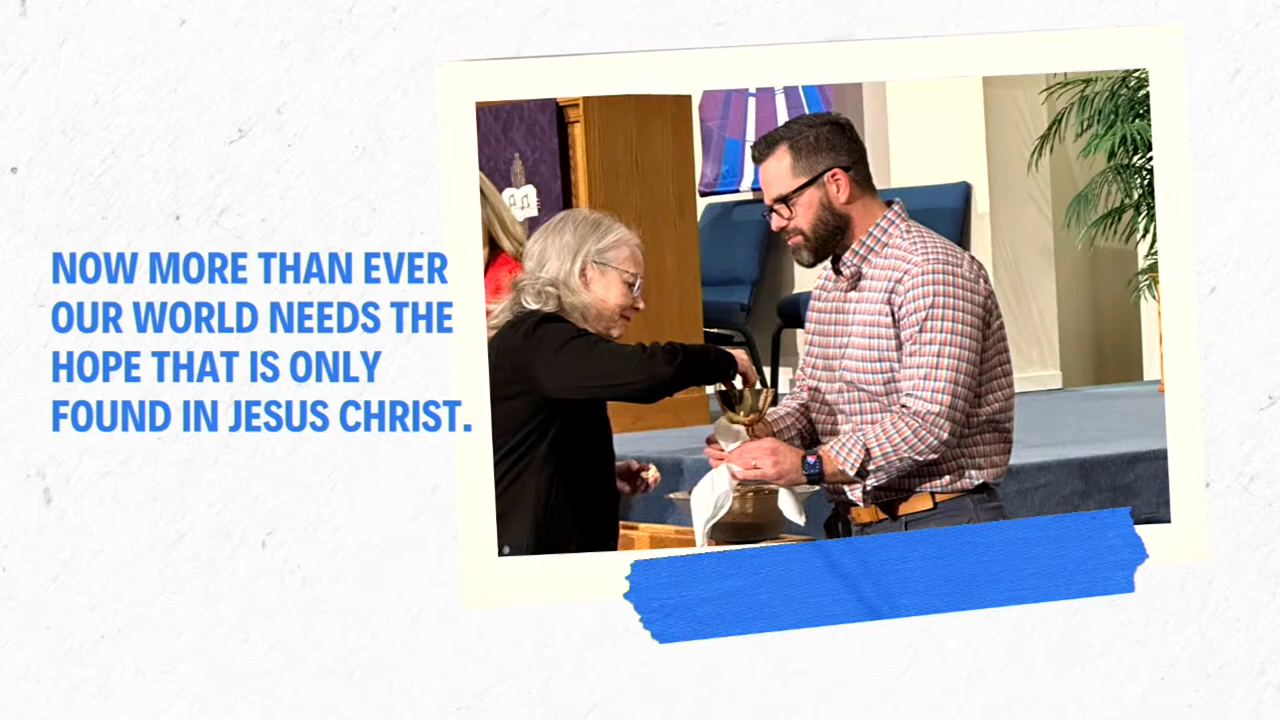 NOW MORE THAN EVER
OUR WORLD NEEDS THE
HOPE THAT IS ONLY
FOUND IN JESUS CHRIST.